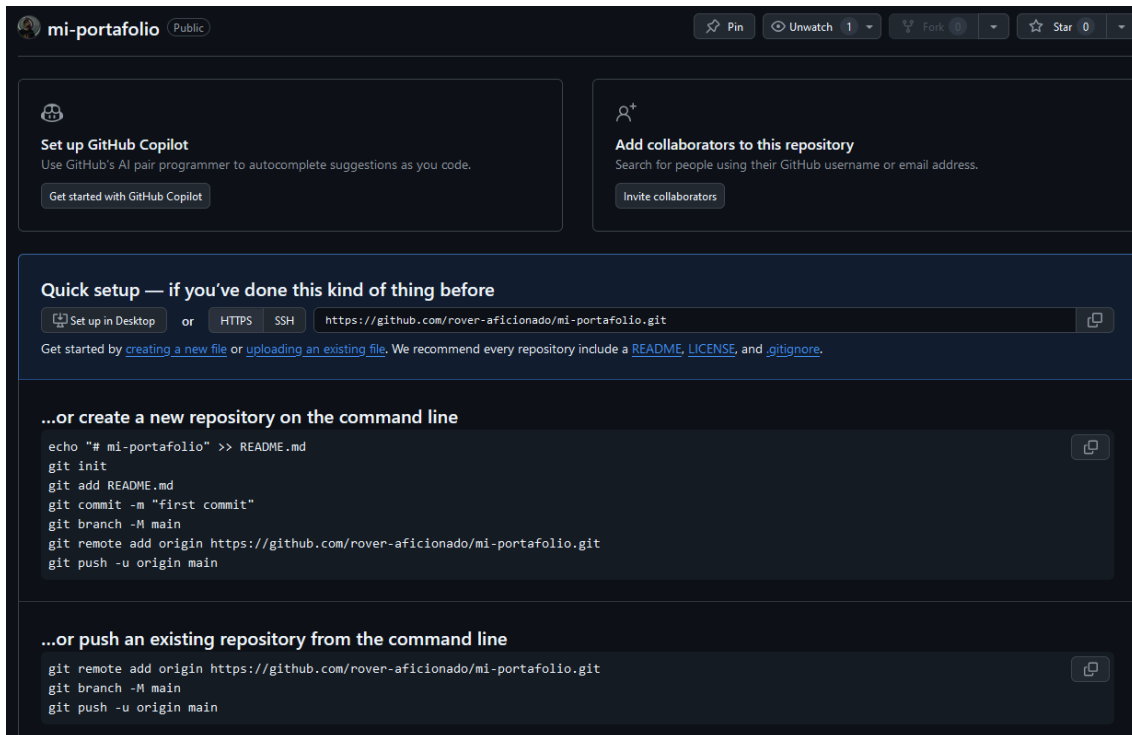 mi-portafolio Public
Pin
Unwatch 1
Fork 0
Star 0
Set up GitHub Copilot
Use GitHub's AI pair programmer to autocomplete suggestions as you code.
Get started with GitHub Copilot
Add collaborators to this repository
Search for people using their GitHub username or email address.
Invite collaborators
Quick setup — if you've done this kind of thing before
Set up in Desktop or HTTPS SSH https://github.com/rover-aficionado/mi-portafolio.git
Get started by creating a new file or uploading an existing file. We recommend every repository include a README, LICENSE, and .gitignore.
...or create a new repository on the command line
echo "# mi-portafolio" >> README.md
git init
git add README.md
git commit -m "first commit"
git branch -M main
git remote add origin https://github.com/rover-aficionado/mi-portafolio.git
git push -u origin main
...or push an existing repository from the command line
git remote add origin https://github.com/rover-aficionado/mi-portafolio.git
git branch -M main
git push -u origin main